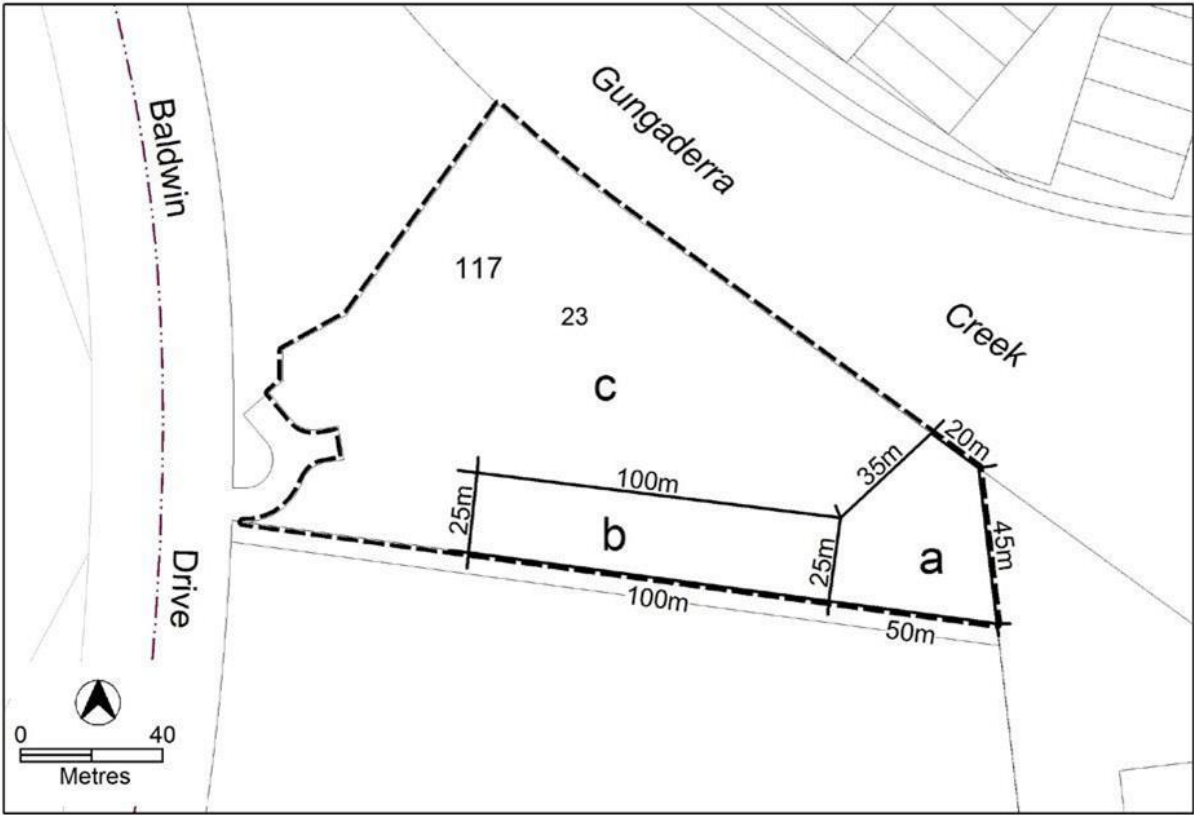 Baldwin
Drive
Gungaderra
Creek
117
23
c
20m
35m
100m
25m
b
25m
a
45m
100m
50m
0 40
Metres